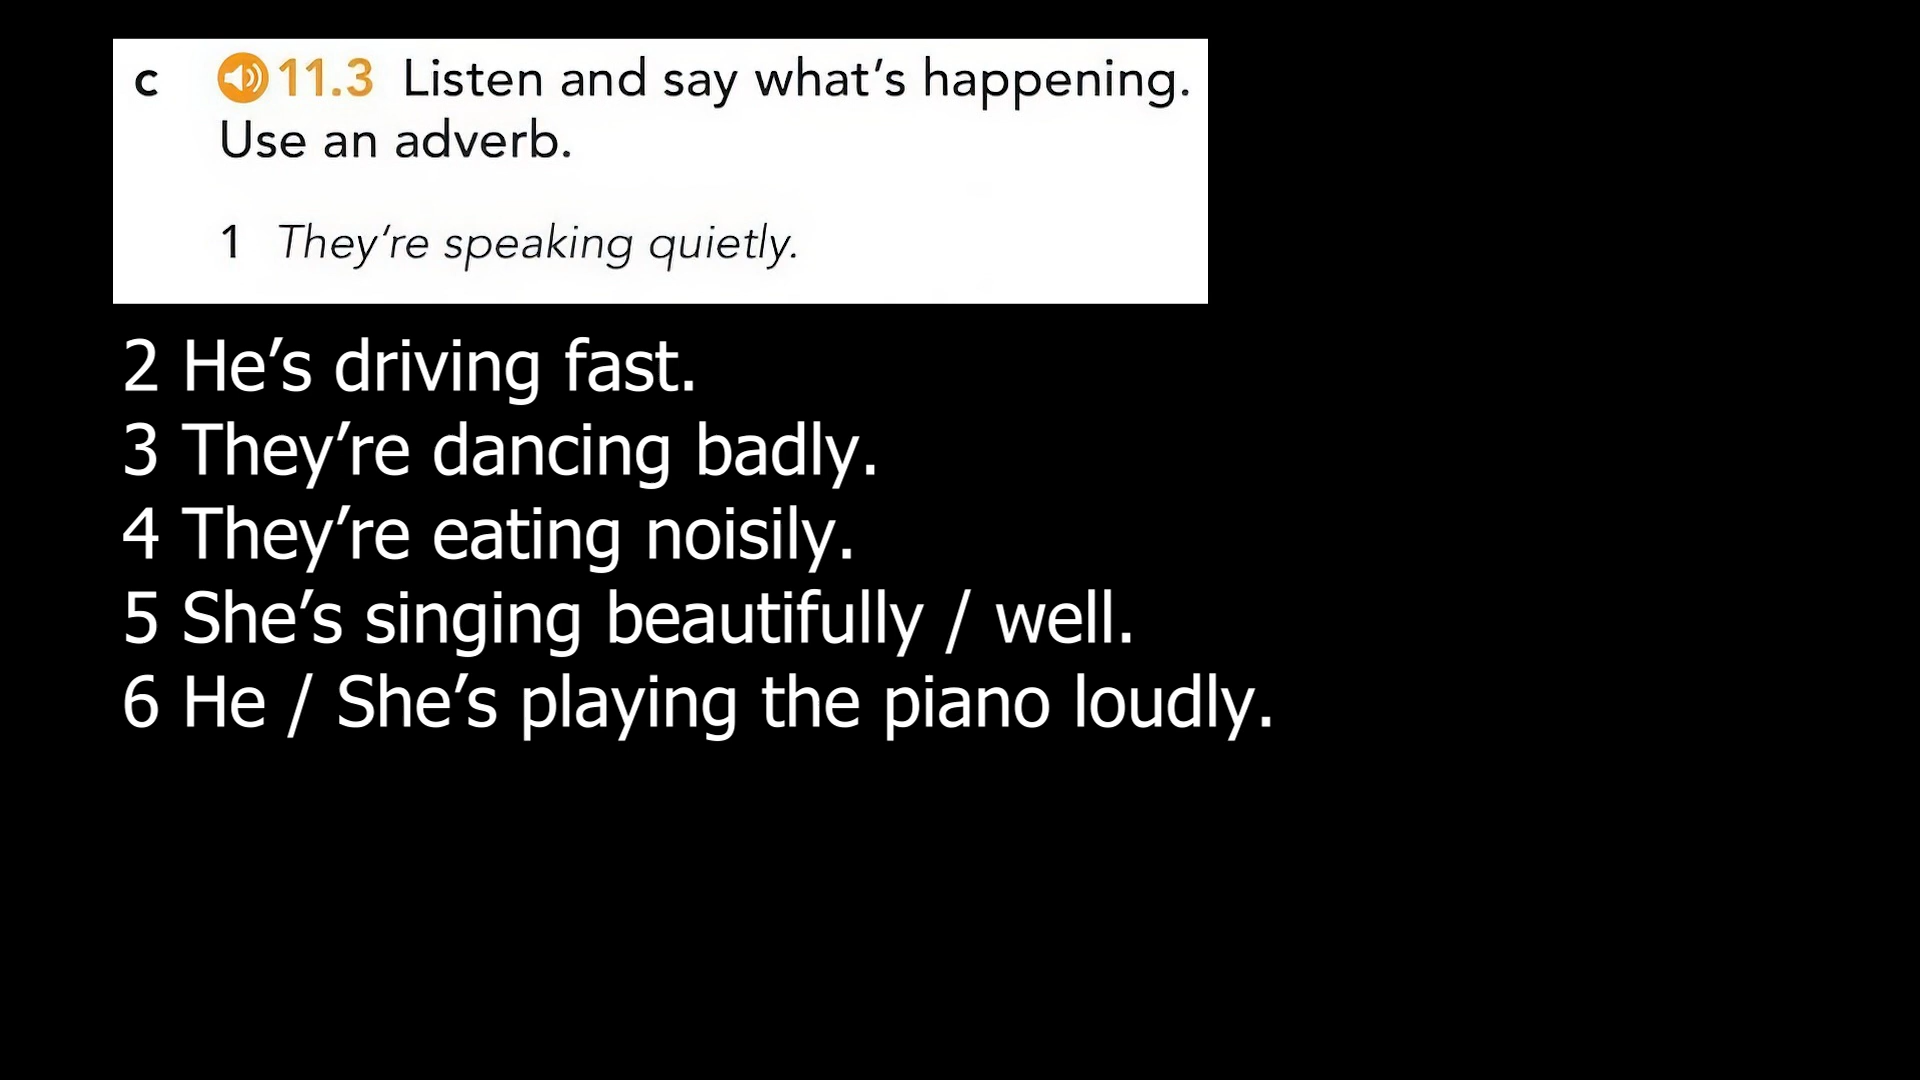 c 11.3 Listen and say what's happening.
Use an adverb.
1 They're speaking quietly.
2 He’s driving fast.
3 They’re dancing badly.
4 They’re eating noisily.
5 She’s singing beautifully / well.
6 He / She’s playing the piano loudly.